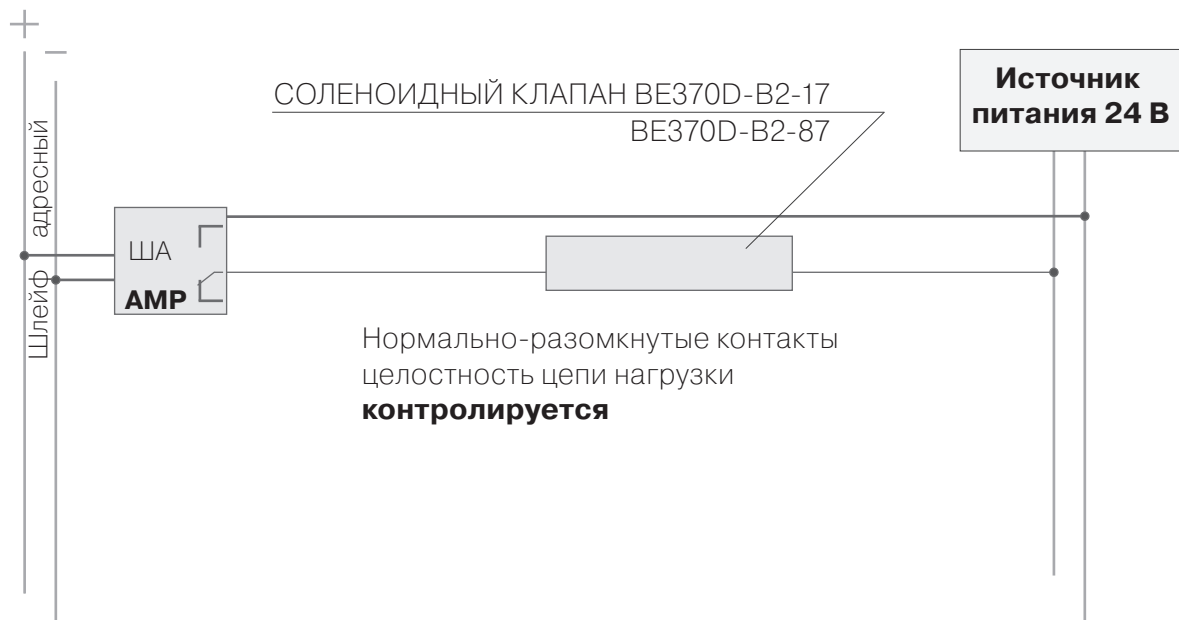 +
−
Шлейф адресный
СОЛЕНОИДНЫЙ КЛАПАН BE370D-B2-17
BE370D-B2-87
Источник
питания 24 В
ША
АМР
Нормально-разомкнутые контакты
целостность цепи нагрузки
контролируется